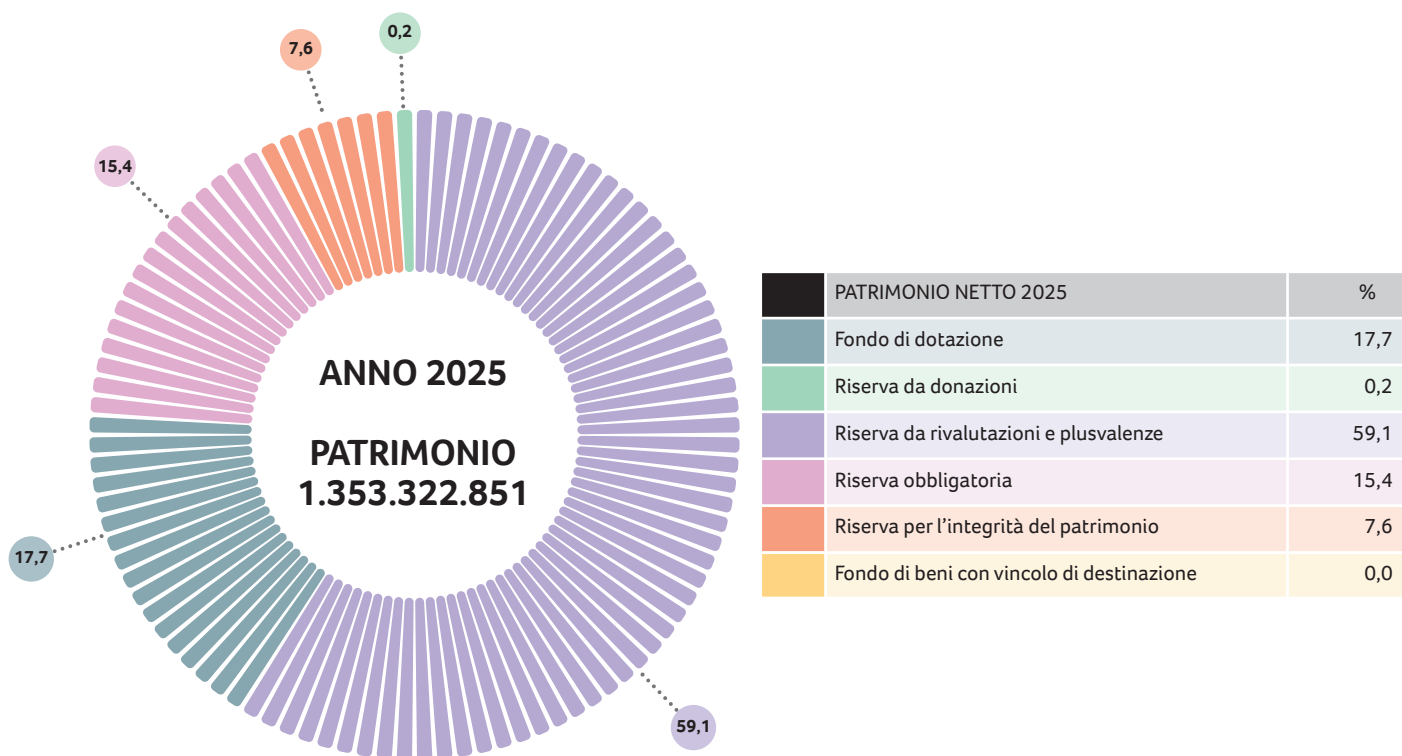 0,2
7,6
15,4
17,7
59,1
ANNO 2025
PATRIMONIO
1.353.322.851
PATRIMONIO NETTO 2025 %
Fondo di dotazione 17,7
Riserva da donazioni 0,2
Riserva da rivalutazioni e plusvalenze 59,1
Riserva obbligatoria 15,4
Riserva per l’integrità del patrimonio 7,6
Fondo di beni con vincolo di destinazione 0,0